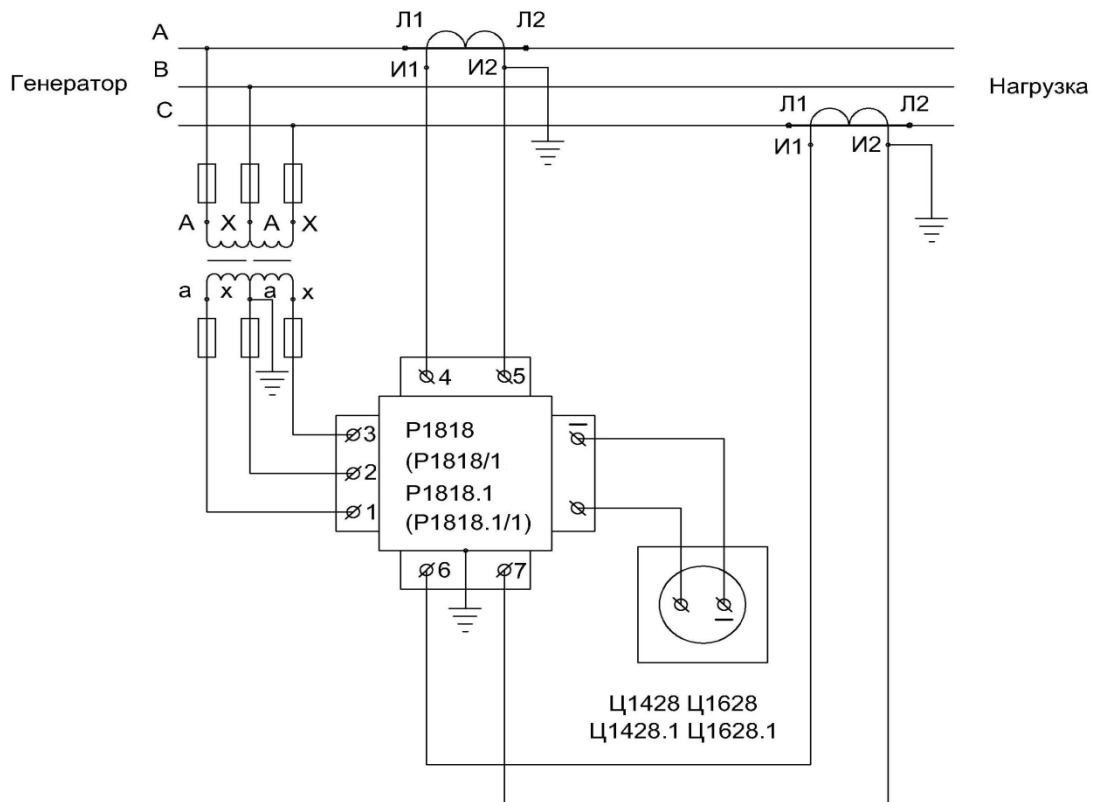 А
Л1 Л2
И1 И2
В
Генератор
Нагрузка
С
Л1 Л2
И1 И2
А Х А Х
а х а х
4 5
3
2
1
Р1818
(Р1818/1
Р1818.1
(Р1818.1/1)
6 7
Ц1428 Ц1628
Ц1428.1 Ц1628.1